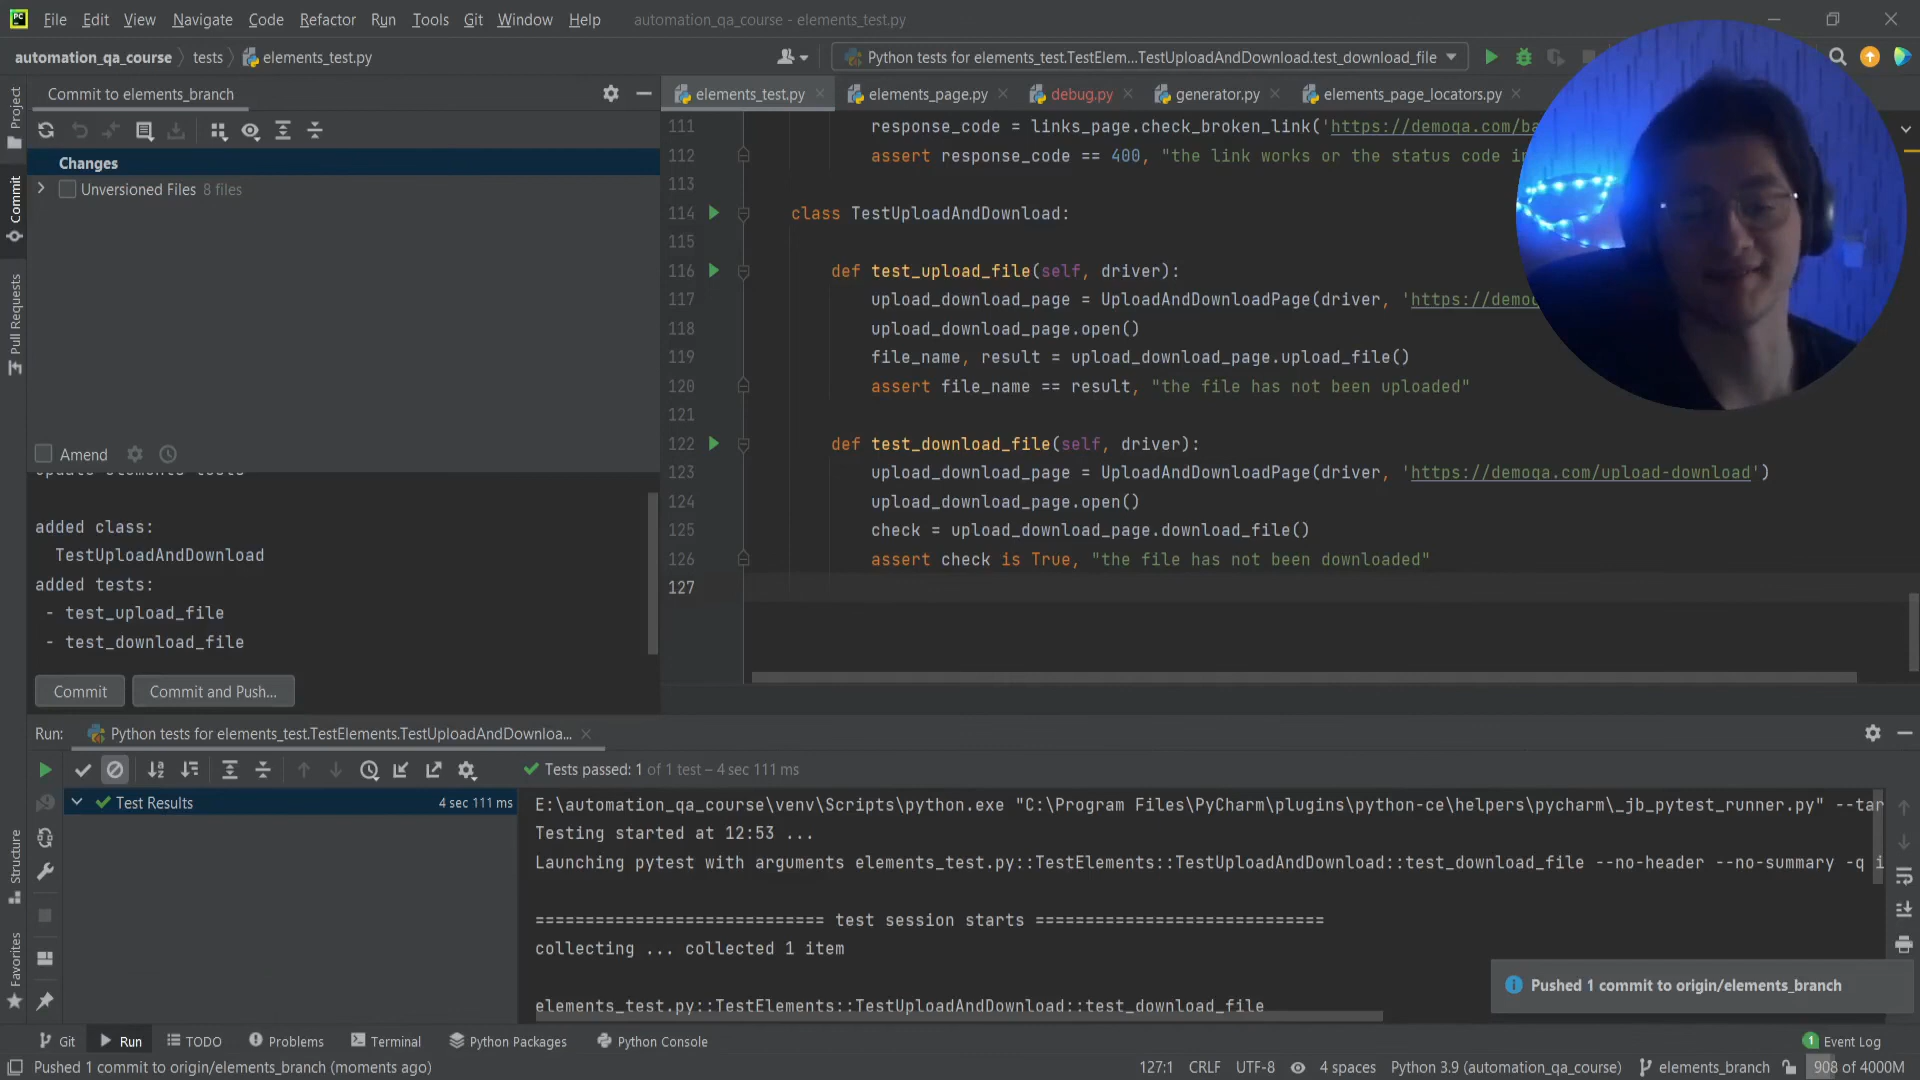 File Edit View Navigate Code Refactor Run Tools Git Window Help automation_qa_course - elements_test.py
automation_qa_course tests elements_test.py
Python tests for elements_test.TestElem...TestUploadAndDownload.test_download_file
Project
Commit
Pull Requests
Structure
Favorites
Commit to elements_branch
Changes
Unversioned Files 8 files
Amend
added class:
TestUploadAndDownload
added tests:
- test_upload_file
- test_download_file
Commit Commit and Push...
elements_test.py elements_page.py debug.py generator.py elements_page_locators.py
111 response_code = links_page.check_broken_link('https://demoqa.com/ba
112 assert response_code == 400, "the link works or the status code in
113
114 class TestUploadAndDownload:
115
116 def test_upload_file(self, driver):
117 upload_download_page = UploadAndDownloadPage(driver, 'https://demoq
118 upload_download_page.open()
119 file_name, result = upload_download_page.upload_file()
120 assert file_name == result, "the file has not been uploaded"
121
122 def test_download_file(self, driver):
123 upload_download_page = UploadAndDownloadPage(driver, 'https://demoqa.com/upload-download')
124 upload_download_page.open()
125 check = upload_download_page.download_file()
126 assert check is True, "the file has not been downloaded"
127
Run: Python tests for elements_test.TestElements.TestUploadAndDownloa...
Tests passed: 1 of 1 test – 4 sec 111 ms
Test Results 4 sec 111 ms
E:\automation_qa_course\venv\Scripts\python.exe "C:\Program Files\PyCharm\plugins\python-ce\helpers\pycharm\_jb_pytest_runner.py" --tar
Testing started at 12:53 ...
Launching pytest with arguments elements_test.py::TestElements::TestUploadAndDownload::test_download_file --no-header --no-summary -q i
============================= test session starts =============================
collecting ... collected 1 item
elements_test.py::TestElements::TestUploadAndDownload::test_download_file
Pushed 1 commit to origin/elements_branch
Git Run TODO Problems Terminal Python Packages Python Console 1 Event Log
Pushed 1 commit to origin/elements_branch (moments ago) 127:1 CRLF UTF-8 4 spaces Python 3.9 (automation_qa_course) elements_branch 908 of 4000M